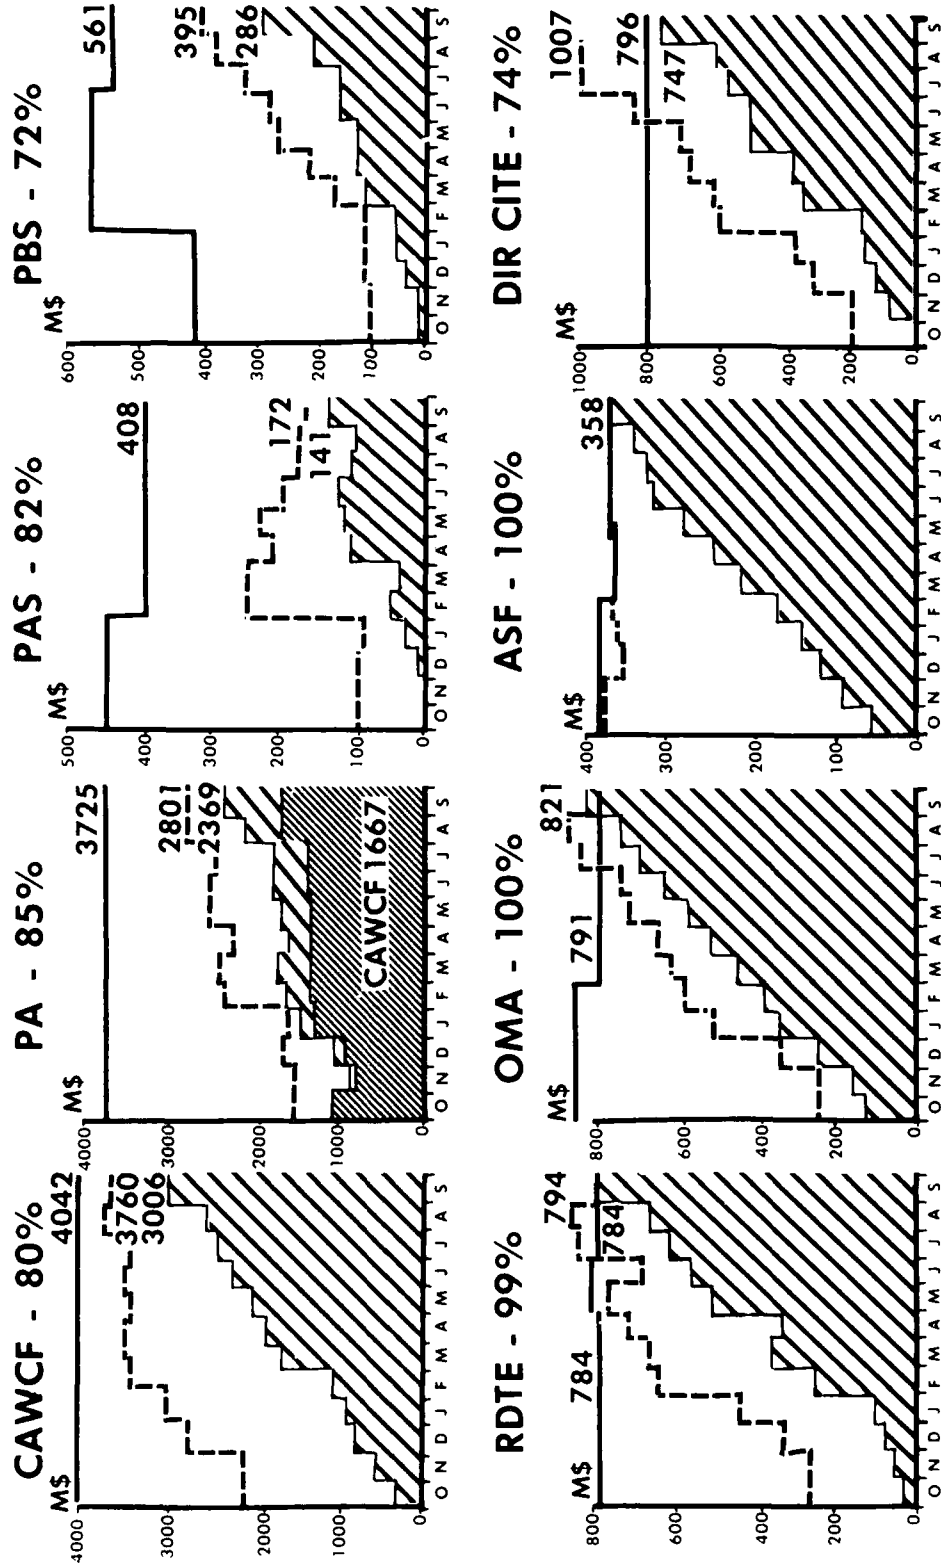 CAWCF - 80%
M$
4000
3000
2000
1000
0
4042
3760
3006
O N D J F M A M J J A S
PA - 85%
M$
4000
3000
2000
1000
0
3725
2801
2369
CAWCF 1667
O N D J F M A M J J A S
PAS - 82%
M$
500
400
300
200
100
0
408
172
141
O N D J F M A M J J A S
PBS - 72%
M$
600
500
400
300
200
100
0
561
395
286
O N D J F M A M J J A S
RDTE - 99%
M$
800
600
400
200
0
784
794
784
O N D J F M A M J J A S
OMA - 100%
M$
800
600
400
200
0
791
821
O N D J F M A M J J A S
ASF - 100%
M$
400
300
200
100
0
358
O N D J F M A M J J A S
DIR CITE - 74%
M$
1000
800
600
400
200
0
1007
796
747
O N D J F M A M J J A S